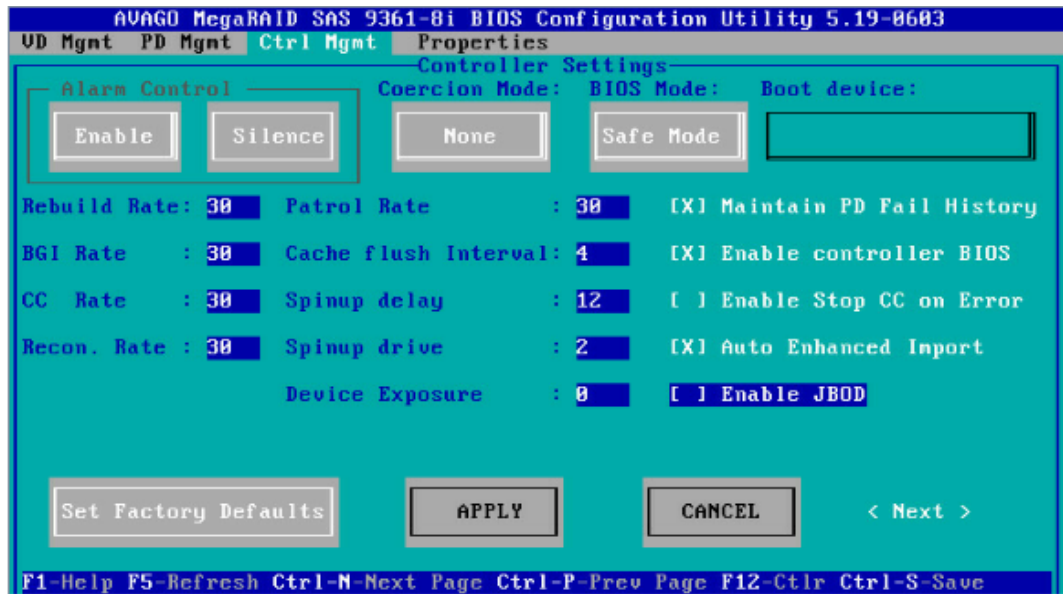 AVAGO MegaRAID SAS 9361-8i BIOS Configuration Utility 5.19-0603
VD Mgmt PD Mgmt Ctrl Mgmt Properties
Controller Settings
Alarm Control Coercion Mode: BIOS Mode: Boot device:
Enable Silence None Safe Mode
Rebuild Rate: 30 Patrol Rate : 30 [X] Maintain PD Fail History
BGI Rate : 30 Cache flush Interval: 4 [X] Enable controller BIOS
CC Rate : 30 Spinup delay : 12 [ ] Enable Stop CC on Error
Recon. Rate : 30 Spinup drive : 2 [X] Auto Enhanced Import
Device Exposure : 0 [ ] Enable JBOD
Set Factory Defaults APPLY CANCEL < Next >
F1-Help F5-Refresh Ctrl-N-Next Page Ctrl-P-Prev Page F12-Ctlr Ctrl-S-Save